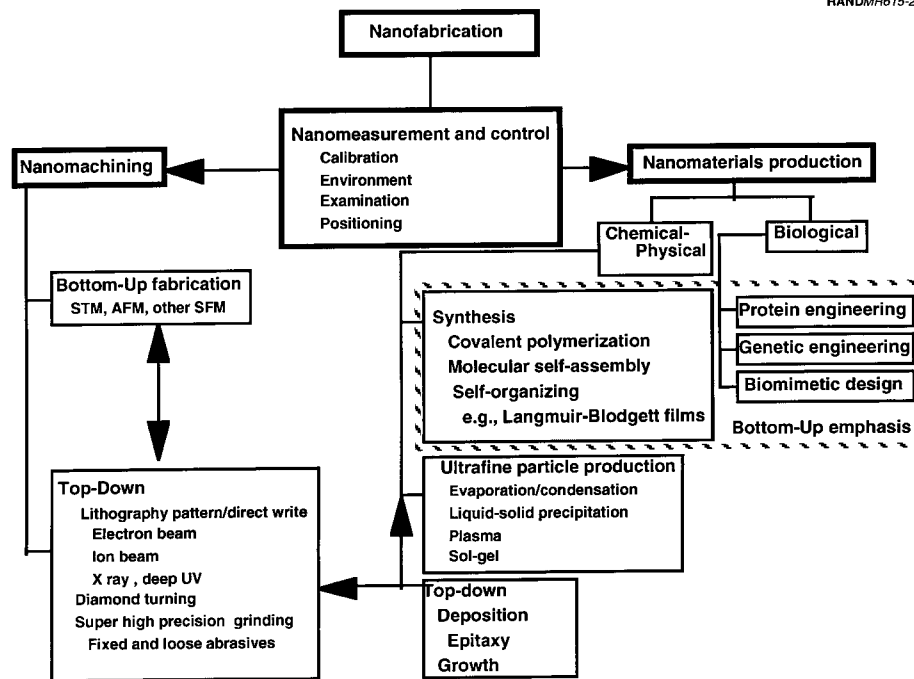 RANDMR615-2
Nanofabrication
Nanomeasurement and control
Calibration
Environment
Examination
Positioning
Nanomachining
Nanomaterials production
Chemical-
Physical
Biological
Bottom-Up fabrication
STM, AFM, other SFM
Synthesis
Covalent polymerization
Molecular self-assembly
Self-organizing
e.g., Langmuir-Blodgett films
Protein engineering
Genetic engineering
Biomimetic design
Bottom-Up emphasis
Ultrafine particle production
Evaporation/condensation
Liquid-solid precipitation
Plasma
Sol-gel
Top-Down
Lithography pattern/direct write
Electron beam
Ion beam
X ray , deep UV
Diamond turning
Super high precision grinding
Fixed and loose abrasives
Top-down
Deposition
Epitaxy
Growth